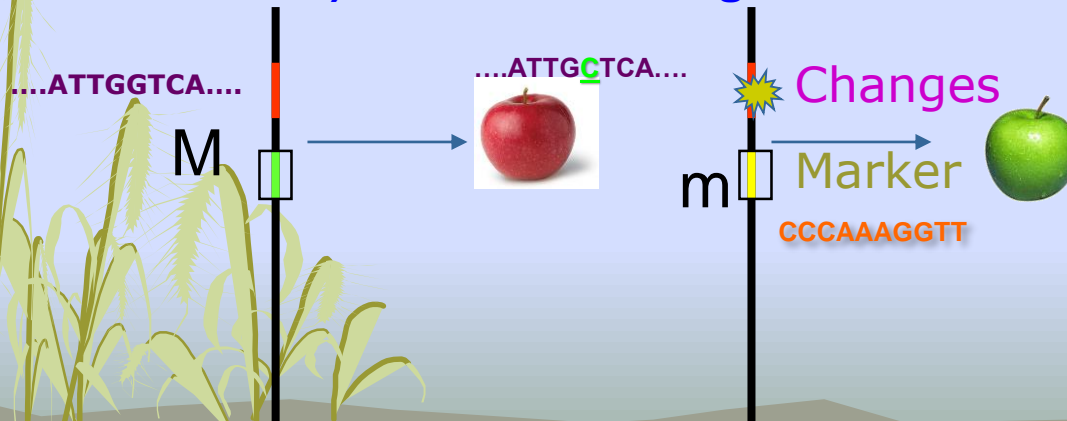 ....ATTGGTCA....
....ATTGCTCA....
Changes
M
m
Marker
CCCAAAGGTT